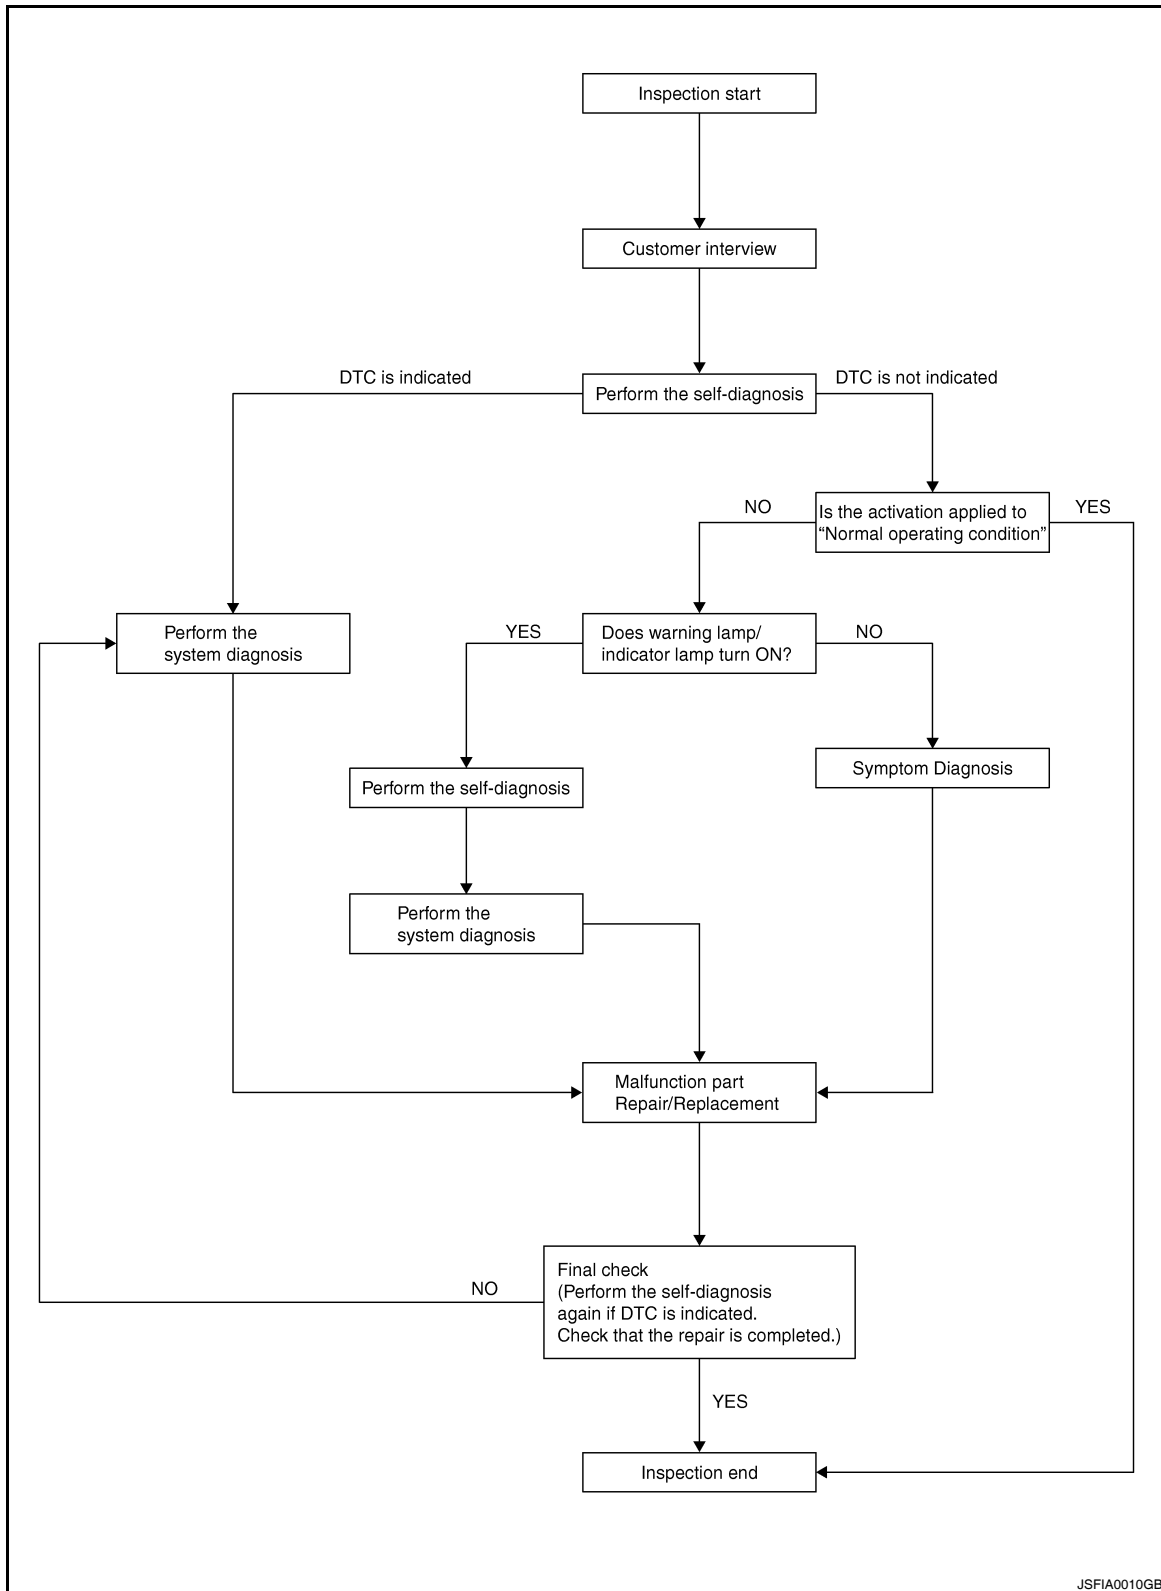 Inspection start
Customer interview
DTC is indicated
DTC is not indicated
Perform the self-diagnosis
NO
Is the activation applied to
“Normal operating condition”
YES
Perform the
system diagnosis
YES
Does warning lamp/
indicator lamp turn ON?
NO
Perform the self-diagnosis
Symptom Diagnosis
Perform the
system diagnosis
Malfunction part
Repair/Replacement
NO
Final check
(Perform the self-diagnosis
again if DTC is indicated.
Check that the repair is completed.)
YES
Inspection end
JSFIA0010GB